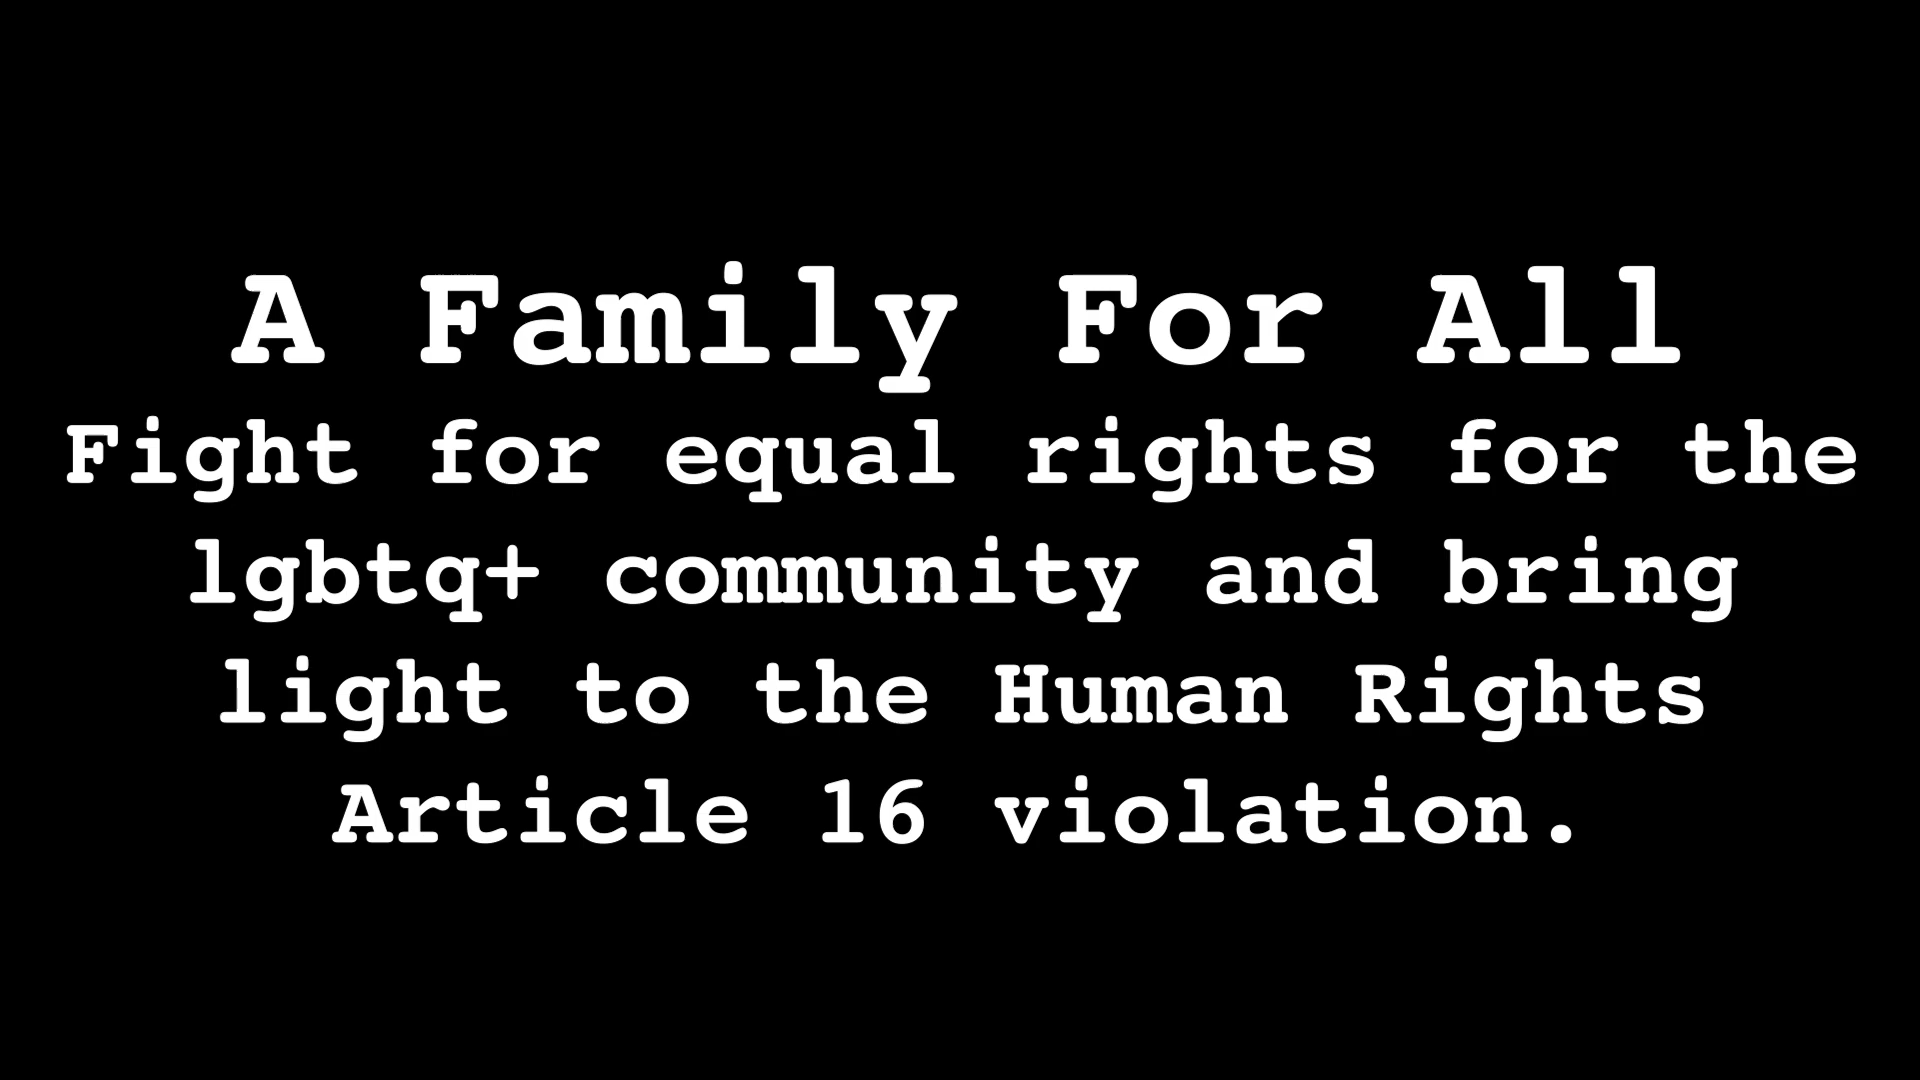 A Family For All
Fight for equal rights for the
lgbtq+ community and bring
light to the Human Rights
Article 16 violation.